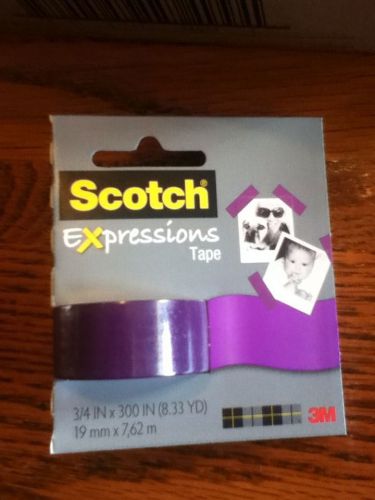 Scotch®
Expressions
Tape
3/4 IN x 300 IN (8.33 YD)
19 mm x 7,62 m
3M